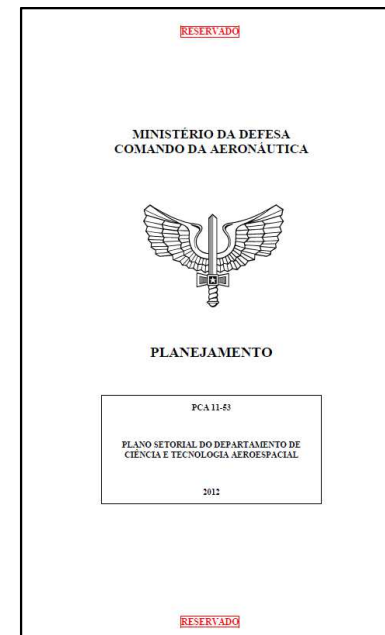 RESERVADO
MINISTÉRIO DA DEFESA
COMANDO DA AERONÁUTICA
PLANEJAMENTO
PCA 11-53
PLANO SETORIAL DO DEPARTAMENTO DE
CIÊNCIA E TECNOLOGIA AEROESPACIAL
2012
RESERVADO